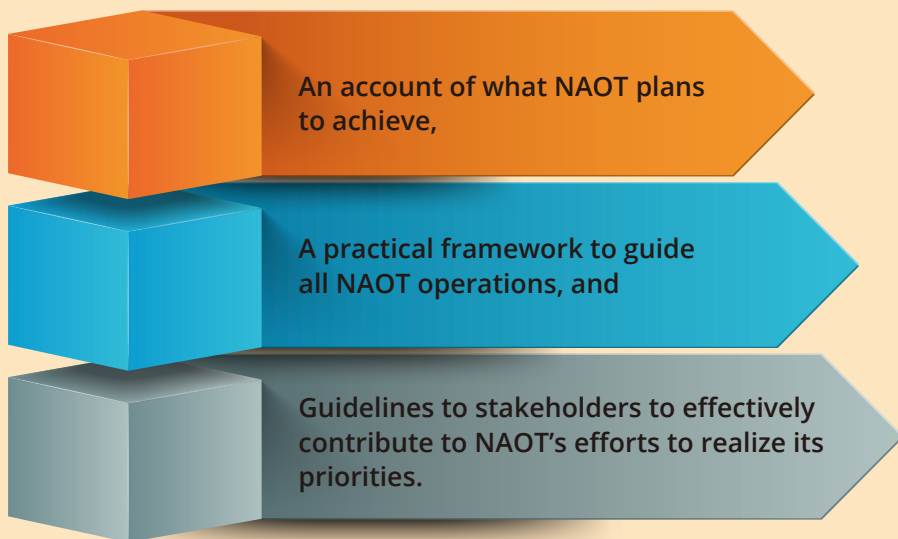 An account of what NAOT plans
to achieve,
A practical framework to guide
all NAOT operations, and
Guidelines to stakeholders to effectively
contribute to NAOT’s efforts to realize its
priorities.